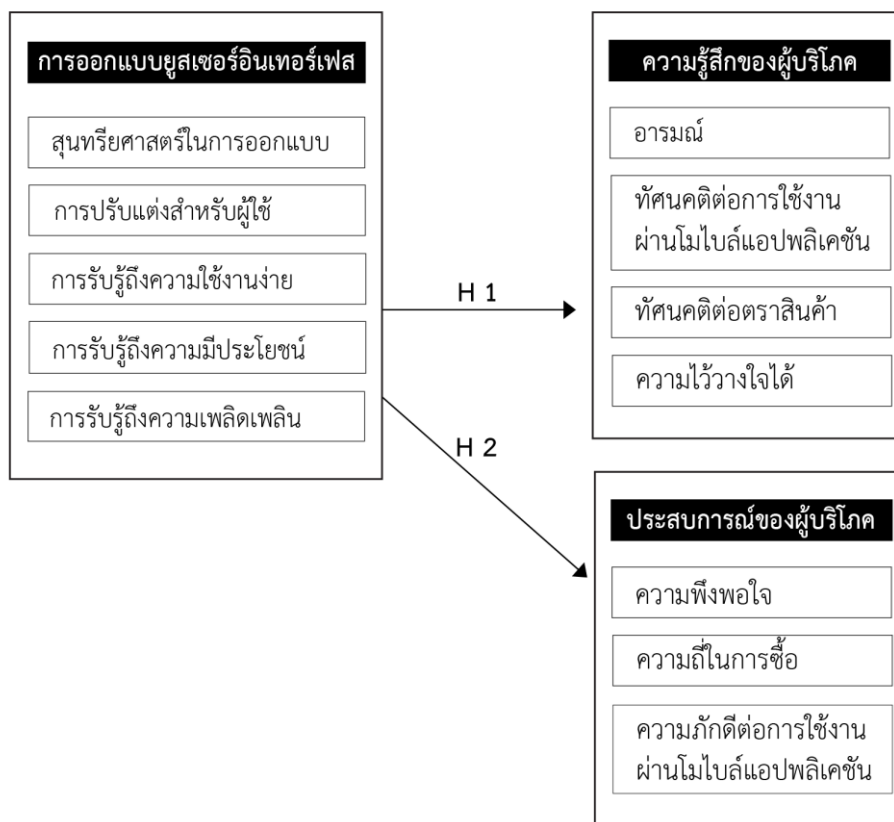 การออกแบบยูสเซอร์อินเทอร์เฟส
สุนทรียศาสตร์ในการออกแบบ
การปรับแต่งสำหรับผู้ใช้
การรับรู้ถึงความใช้งานง่าย
การรับรู้ถึงความมีประโยชน์
การรับรู้ถึงความเพลิดเพลิน
H 1
H 2
ความรู้สึกของผู้บริโภค
อารมณ์
ทัศนคติต่อการใช้งาน
ผ่านโมไบล์แอปพลิเคชัน
ทัศนคติต่อตราสินค้า
ความไว้วางใจได้
ประสบการณ์ของผู้บริโภค
ความพึงพอใจ
ความถี่ในการซื้อ
ความภักดีต่อการใช้งาน
ผ่านโมไบล์แอปพลิเคชัน